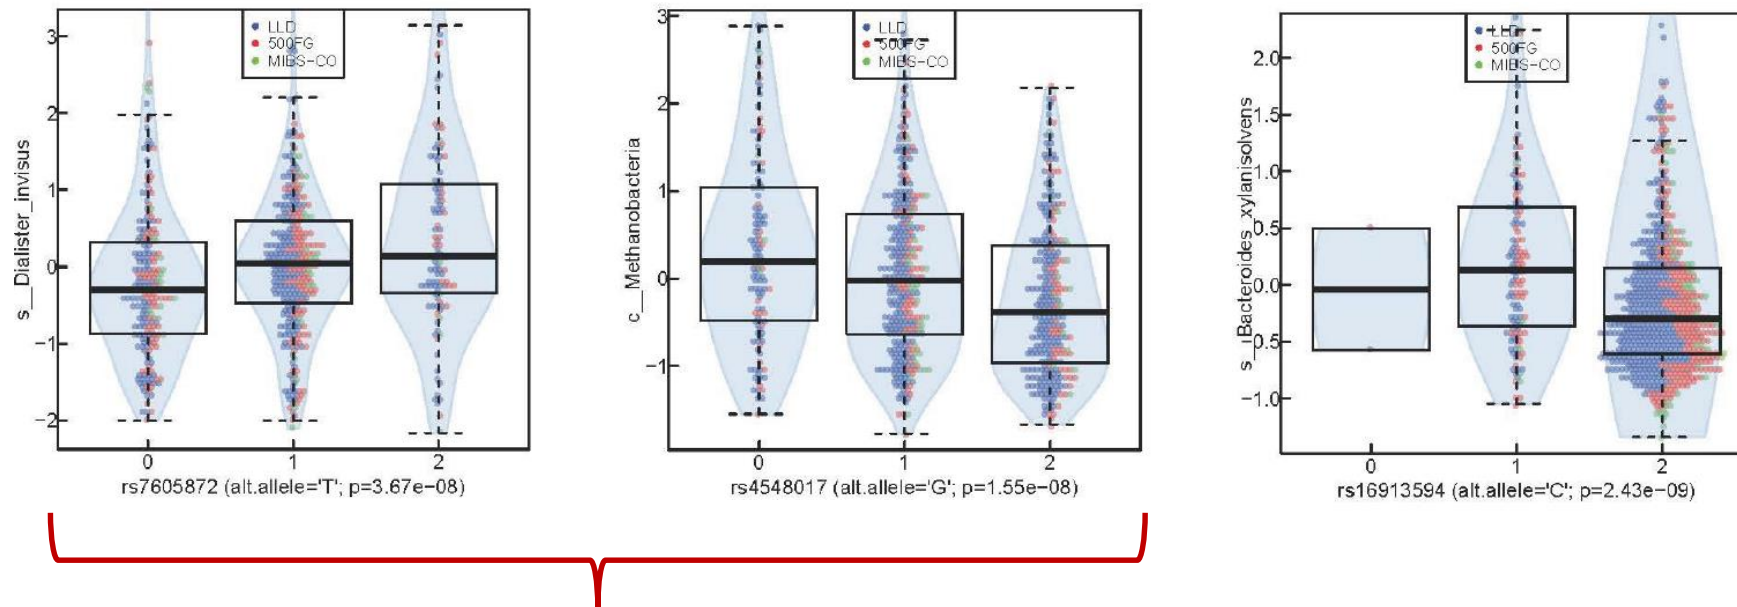 s__Dialister_invisus
3
2
1
0
−1
−2
LLD
500FG
MIBS−CO
0 1 2
rs7605872 (alt.allele='T'; p=3.67e−08)
c__Methanobacteria
3
2
1
0
−1
LLD
500FG
MIBS−CO
0 1 2
rs4548017 (alt.allele='G'; p=1.55e−08)
s__Bacteroides_xylanisolvens
2.0
1.5
1.0
0.5
0.0
−0.5
−1.0
LLD
500FG
MIBS−CO
0 1 2
rs16913594 (alt.allele='C'; p=2.43e−09)